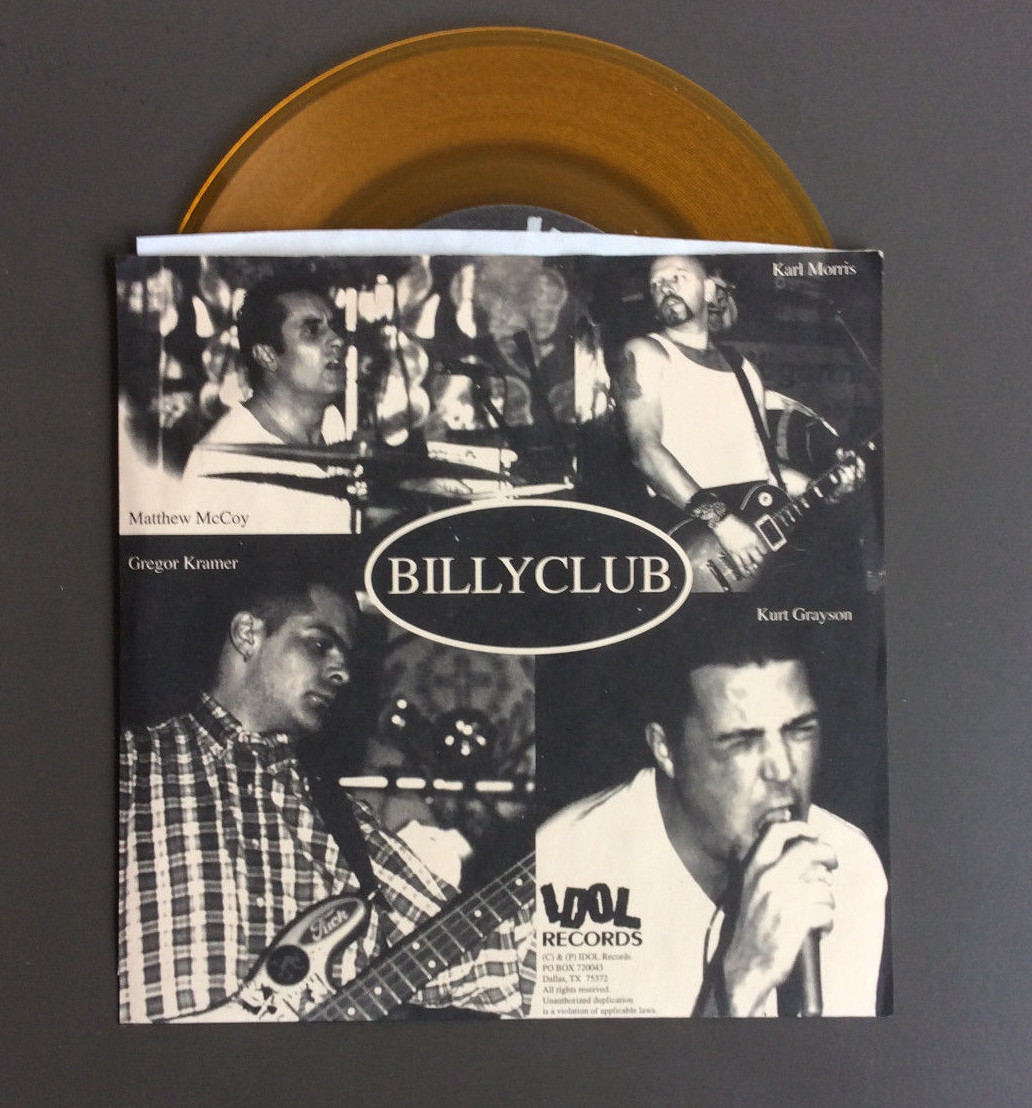 Karl Morris
Matthew McCoy
Gregor Kramer
BILLYCLUB
Kurt Grayson
IDOL
RECORDS
(C) & (P) IDOL Records
PO BOX 720043
Dallas, TX 75372
All rights reserved.
Unauthorized duplication
is a violation of applicable laws.